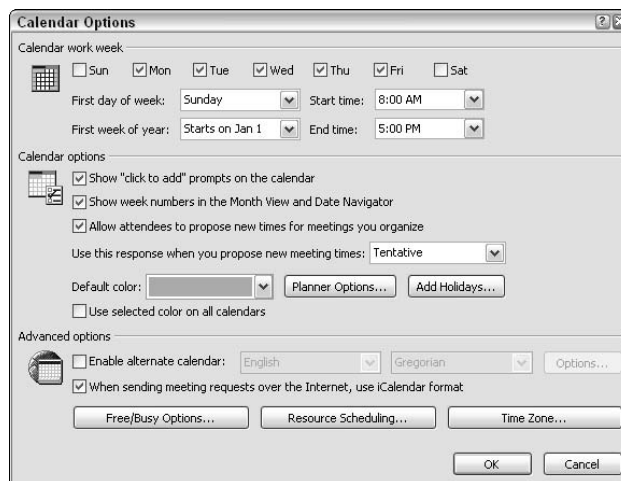 Calendar Options
Calendar work week
Sun Mon Tue Wed Thu Fri Sat
First day of week: Sunday Start time: 8:00 AM
First week of year: Starts on Jan 1 End time: 5:00 PM
Calendar options
Show "click to add" prompts on the calendar
Show week numbers in the Month View and Date Navigator
Allow attendees to propose new times for meetings you organize
Use this response when you propose new meeting times: Tentative
Default color: Planner Options... Add Holidays...
Use selected color on all calendars
Advanced options
Enable alternate calendar: English Gregorian Options...
When sending meeting requests over the Internet, use iCalendar format
Free/Busy Options... Resource Scheduling... Time Zone...
OK Cancel